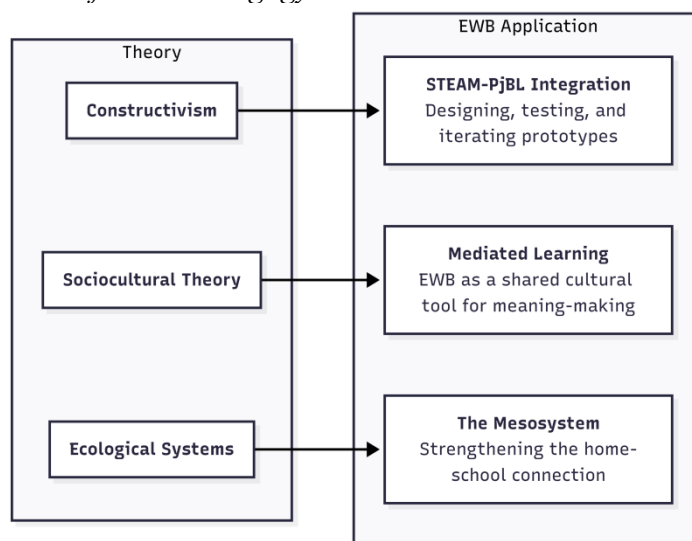 EWB Application
Theory
Constructivism
STEAM-PjBL Integration
Designing, testing, and
iterating prototypes
Sociocultural Theory
Mediated Learning
EWB as a shared cultural
tool for meaning-making
Ecological Systems
The Mesosystem
Strengthening the home-
school connection